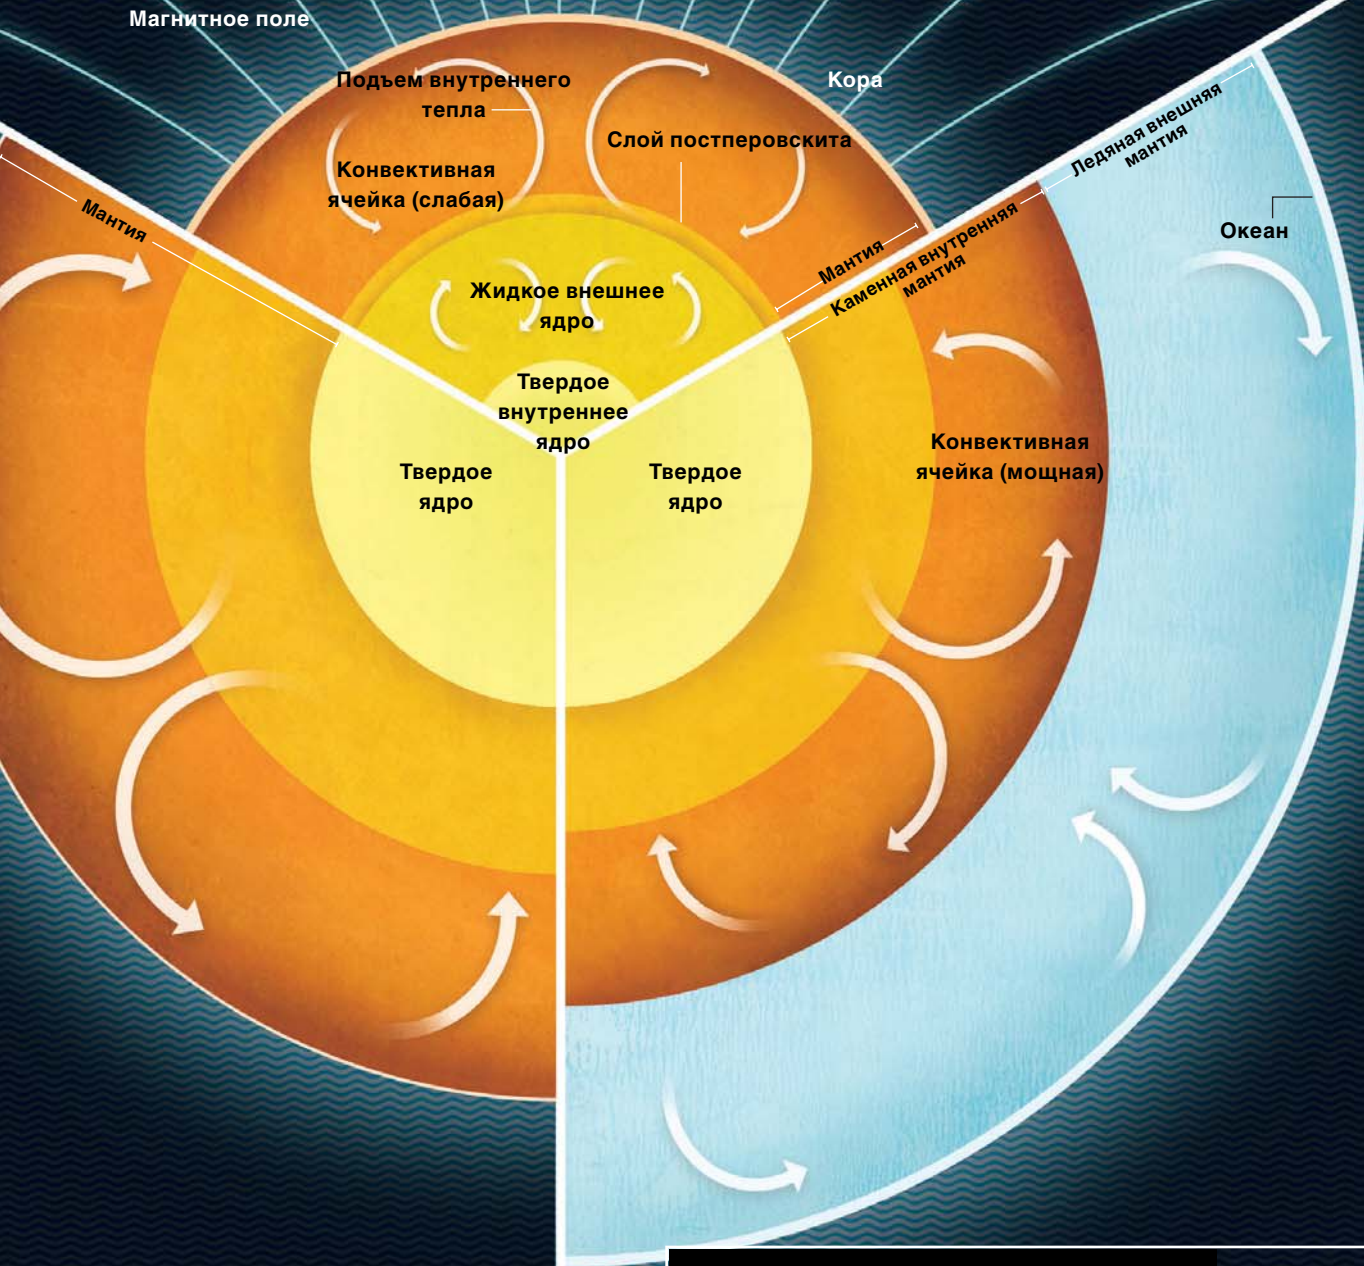 Магнитное поле
Подъем внутреннего
тепла
Кора
Слой постперовскита
Конвективная
ячейка (слабая)
Мантия
Мантия
Каменная внутренняя
мантия
Ледяная внешняя
мантия
Океан
Жидкое внешнее
ядро
Твердое
внутреннее
ядро
Твердое
ядро
Твердое
ядро
Конвективная
ячейка (мощная)